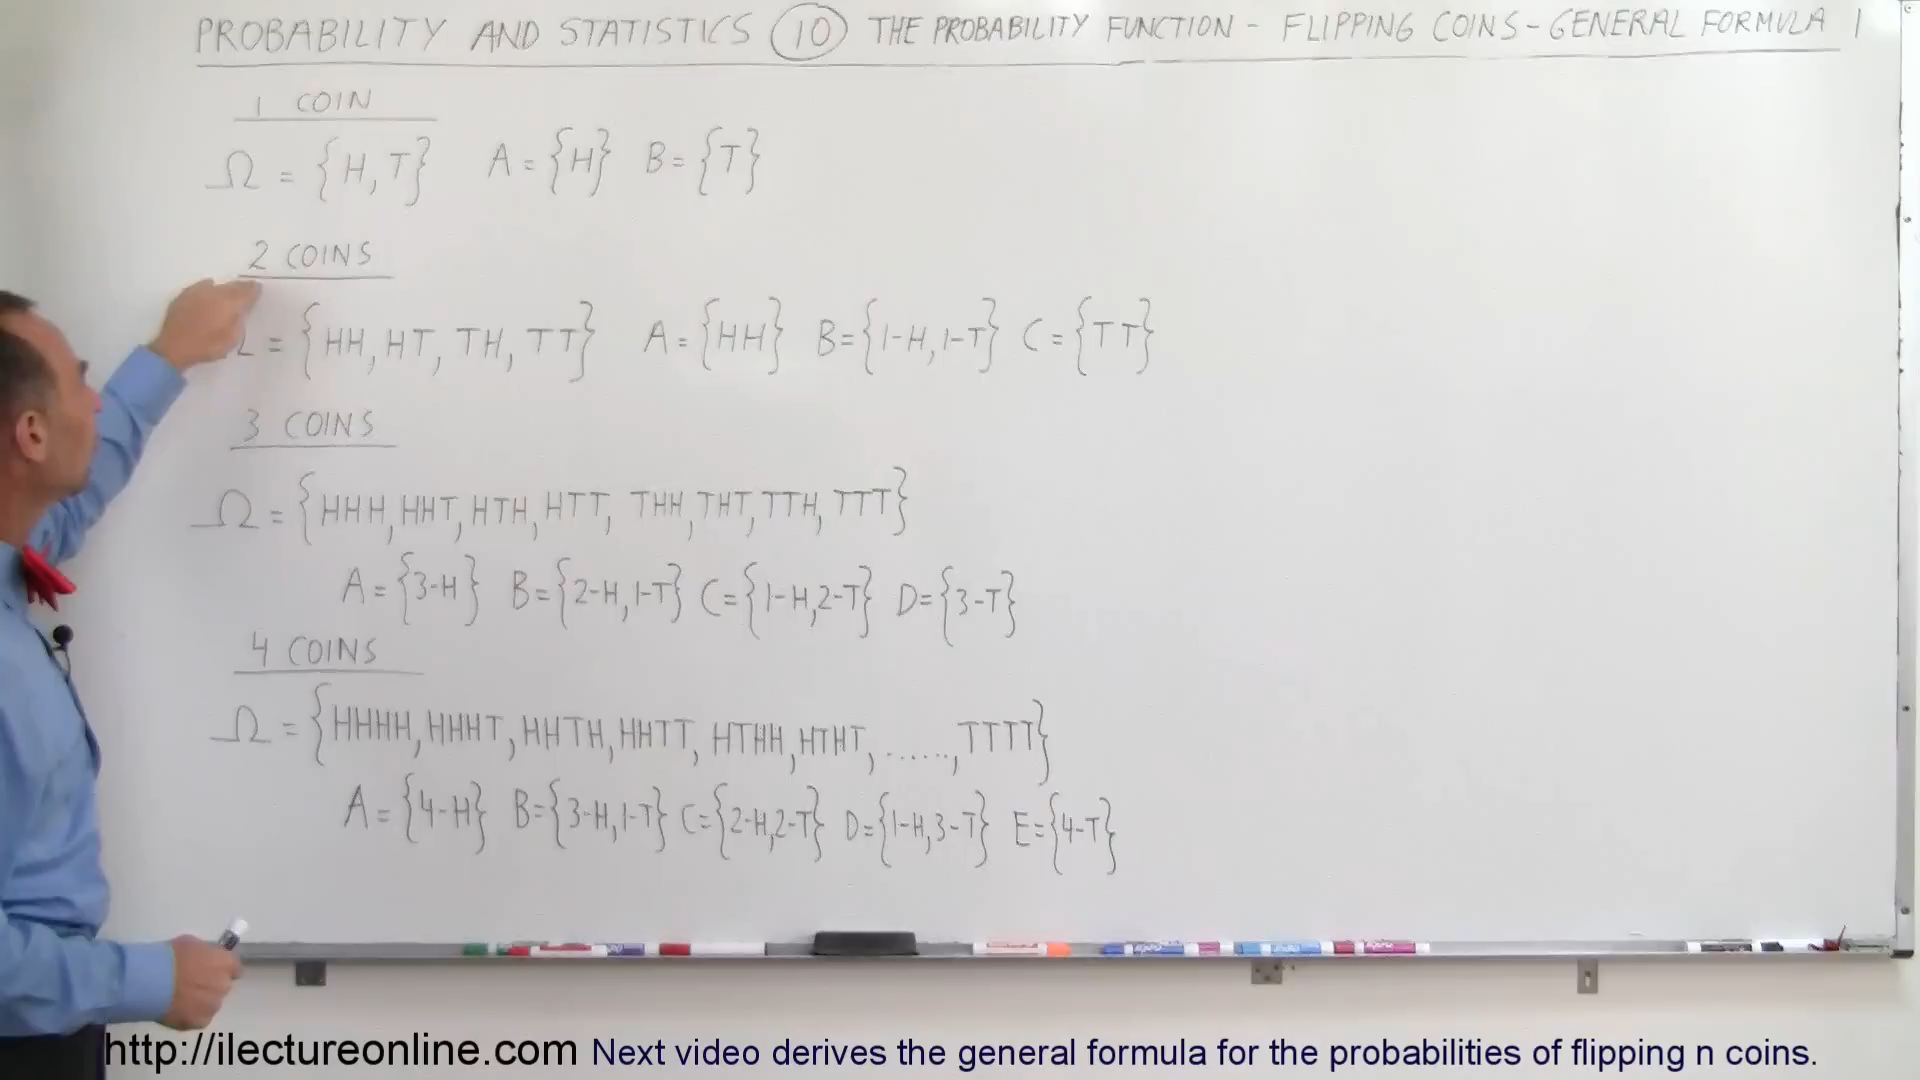 PROBABILITY AND STATISTICS 10 THE PROBABILITY FUNCTION - FLIPPING COINS - GENERAL FORMULA 1
1 COIN
Ω = {H, T} A = {H} B = {T}
2 COINS
= {HH, HT, TH, TT} A = {HH} B = {1-H, 1-T} C = {TT}
3 COINS
Ω = {HHH, HHT, HTH, HTT, THH, THT, TTH, TTT}
A = {3-H} B = {2-H, 1-T} C = {1-H, 2-T} D = {3-T}
4 COINS
Ω = {HHHH, HHHT, HHTH, HHTT, HTHH, HTHT, ......, TTTT}
A = {4-H} B = {3-H, 1-T} C = {2-H, 2-T} D = {1-H, 3-T} E = {4-T}
http://ilectureonline.com Next video derives the general formula for the probabilities of flipping n coins.